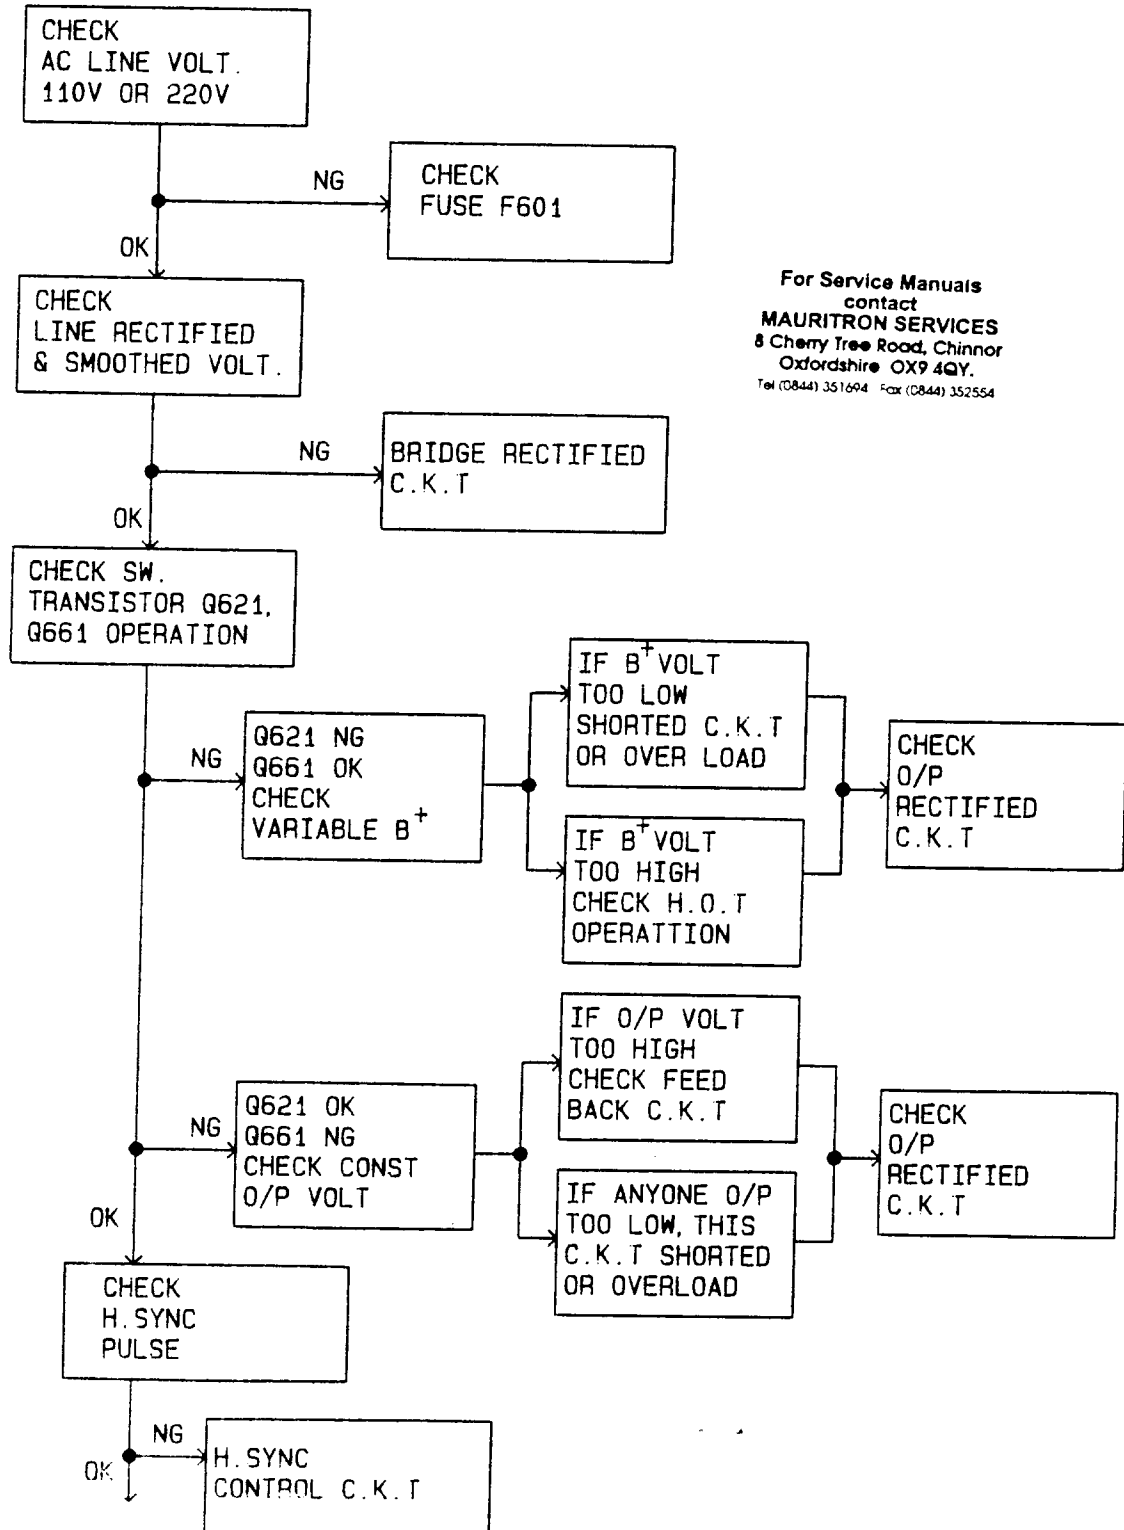 CHECK
AC LINE VOLT.
110V OR 220V
NG
CHECK
FUSE F601
OK
For Service Manuals
contact
MAURITRON SERVICES
8 Cherry Tree Road, Chinnor
Oxfordshire OX9 4QY.
Tel (0844) 351694 Fax (0844) 352554
CHECK
LINE RECTIFIED
& SMOOTHED VOLT.
NG
BRIDGE RECTIFIED
C.K.T
OK
CHECK SW.
TRANSISTOR Q621,
Q661 OPERATION
NG
Q621 NG
Q661 OK
CHECK
VARIABLE B+
IF B+ VOLT
TOO LOW
SHORTED C.K.T
OR OVER LOAD
IF B+ VOLT
TOO HIGH
CHECK H.O.T
OPERATTION
CHECK
O/P
RECTIFIED
C.K.T
NG
Q621 OK
Q661 NG
CHECK CONST
O/P VOLT
IF O/P VOLT
TOO HIGH
CHECK FEED
BACK C.K.T
IF ANYONE O/P
TOO LOW, THIS
C.K.T SHORTED
OR OVERLOAD
CHECK
O/P
RECTIFIED
C.K.T
OK
CHECK
H.SYNC
PULSE
NG
H.SYNC
CONTROL C.K.T
OK